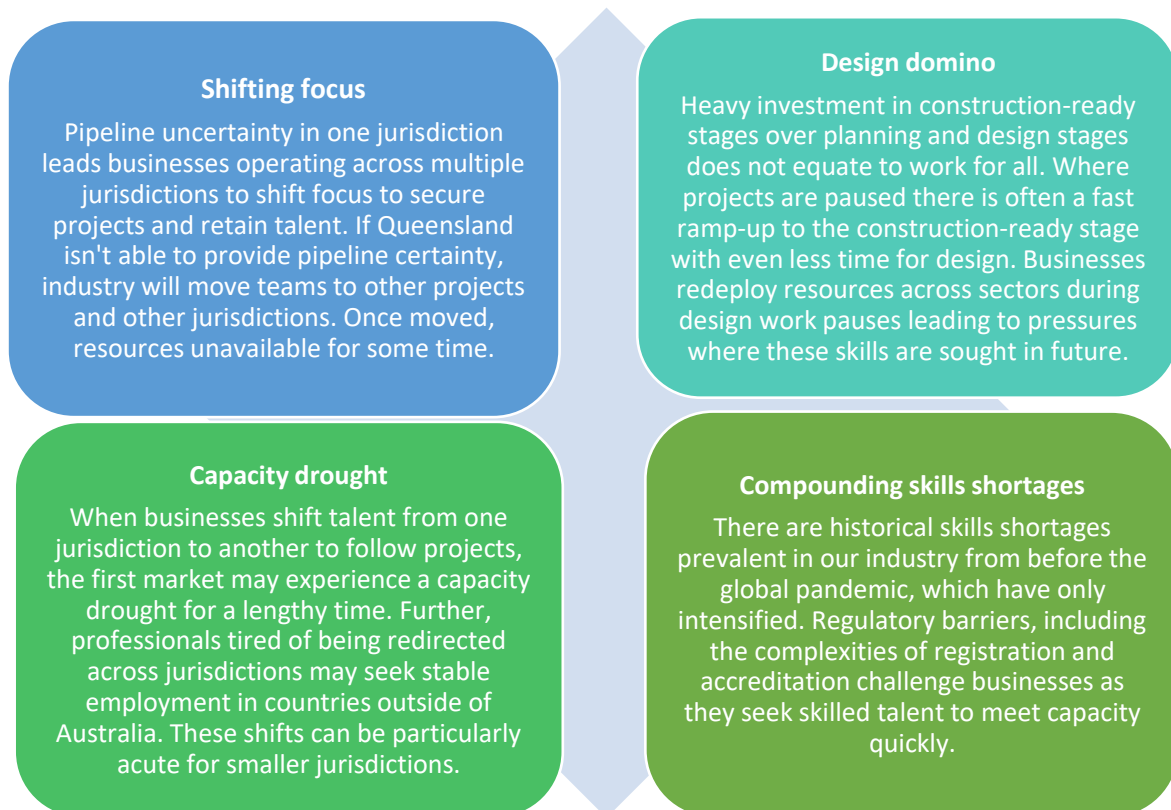 Shifting focus
Pipeline uncertainty in one jurisdiction
leads businesses operating across multiple
jurisdictions to shift focus to secure
projects and retain talent. If Queensland
isn't able to provide pipeline certainty,
industry will move teams to other projects
and other jurisdictions. Once moved,
resources unavailable for some time.
Design domino
Heavy investment in construction-ready
stages over planning and design stages
does not equate to work for all. Where
projects are paused there is often a fast
ramp-up to the construction-ready stage
with even less time for design. Businesses
redeploy resources across sectors during
design work pauses leading to pressures
where these skills are sought in future.
Capacity drought
When businesses shift talent from one
jurisdiction to another to follow projects,
the first market may experience a capacity
drought for a lengthy time. Further,
professionals tired of being redirected
across jurisdictions may seek stable
employment in countries outside of
Australia. These shifts can be particularly
acute for smaller jurisdictions.
Compounding skills shortages
There are historical skills shortages
prevalent in our industry from before the
global pandemic, which have only
intensified. Regulatory barriers, including
the complexities of registration and
accreditation challenge businesses as
they seek skilled talent to meet capacity
quickly.